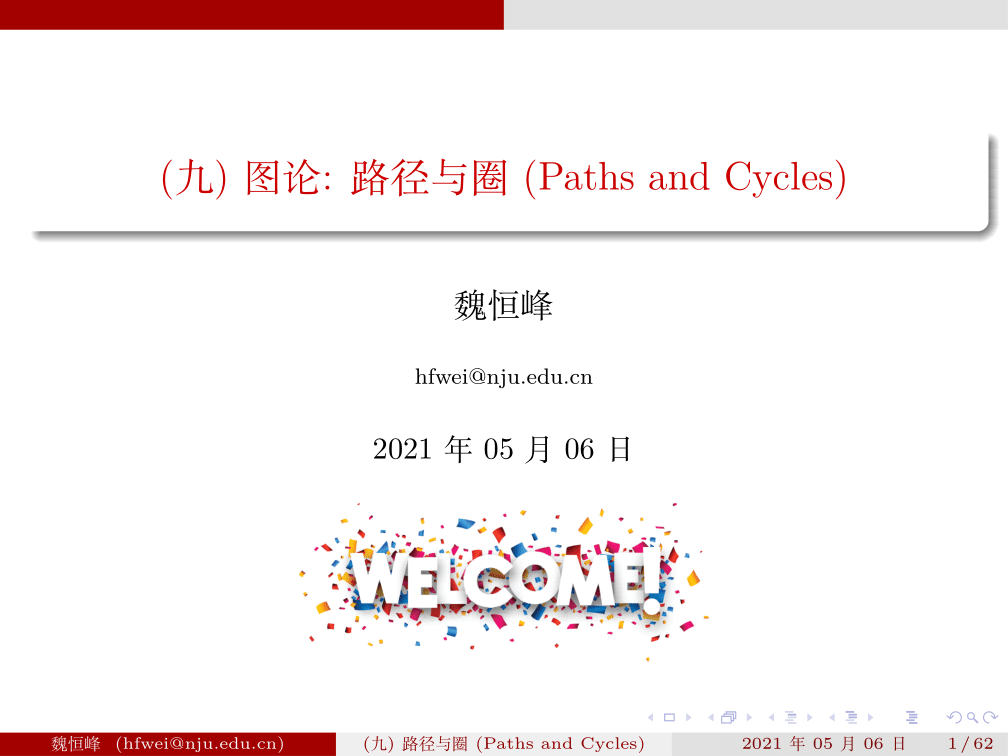 (九) 图论: 路径与圈 (Paths and Cycles)
魏恒峰
hfwei@nju.edu.cn
2021 年 05 月 06 日
WELCOME!
魏恒峰 (hfwei@nju.edu.cn) (九) 路径与圈 (Paths and Cycles) 2021 年 05 月 06 日 1 / 62